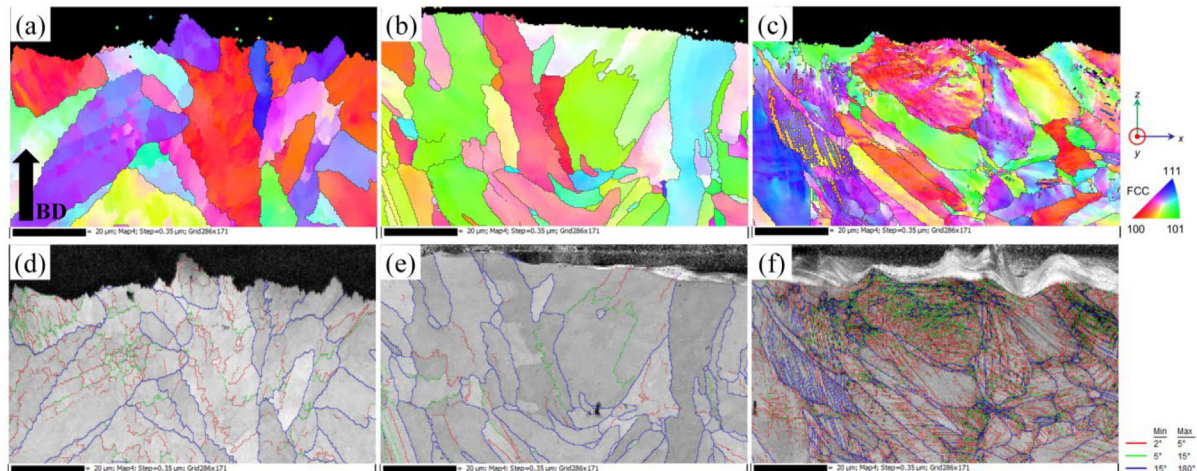 (a)
(b)
(c)
BD
= 20 µm; Map4; Step=0.35 µm; Grid286x171
= 20 µm; Map4; Step=0.35 µm; Grid286x171
= 20 µm; Map4; Step=0.35 µm; Grid286x171
z
x
y
111
FCC
100 101
(d)
(e)
(f)
= 20 µm; Map4; Step=0.35 µm; Grid286x171
= 20 µm; Map4; Step=0.35 µm; Grid286x171
= 20 µm; Map4; Step=0.35 µm; Grid286x171
Min Max
2° 5°
5° 15°
15° 180°